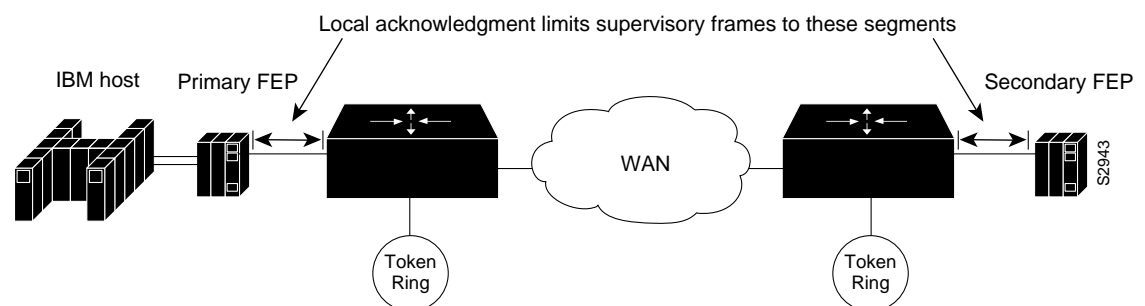 Local acknowledgment limits supervisory frames to these segments
IBM host
Primary FEP
Secondary FEP
WAN
S2943
Token
Ring
Token
Ring